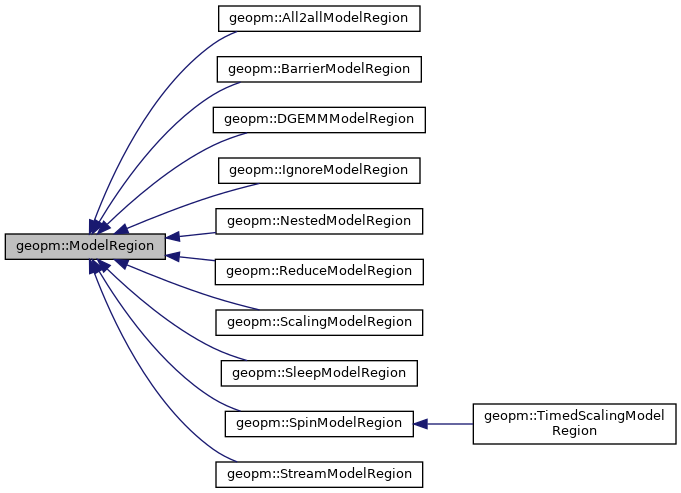 geopm::All2allModelRegion
geopm::BarrierModelRegion
geopm::DGEMMModelRegion
geopm::IgnoreModelRegion
geopm::NestedModelRegion
geopm::ModelRegion
geopm::ReduceModelRegion
geopm::ScalingModelRegion
geopm::SleepModelRegion
geopm::SpinModelRegion
geopm::TimedScalingModel
Region
geopm::StreamModelRegion